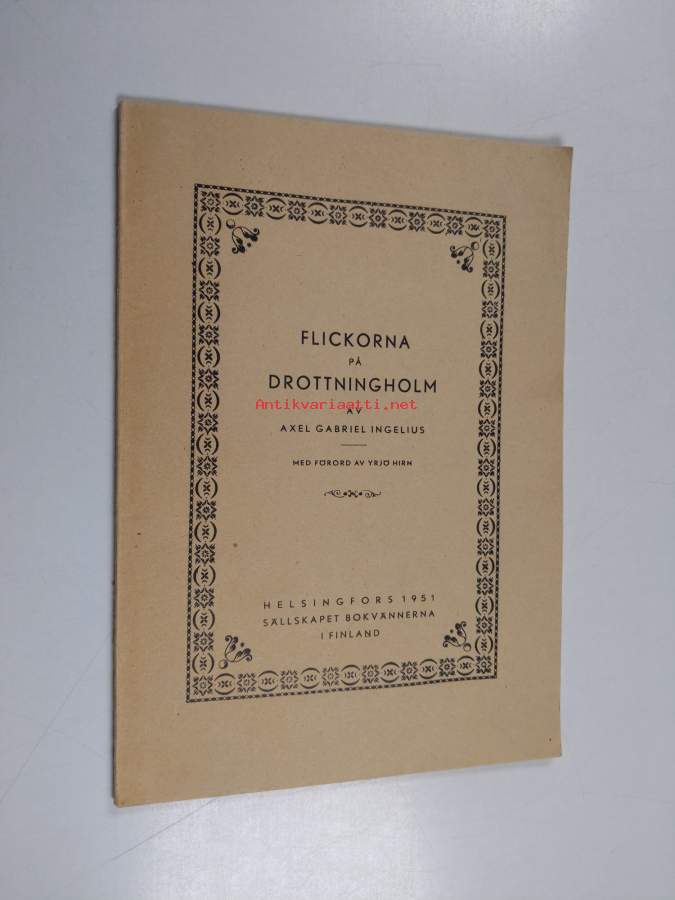 FLICKORNA
PÅ
DROTTNINGHOLM
Antikvariaatti.net
AV
AXEL GABRIEL INGELIUS
MED FÖRORD AV YRJÖ HIRN
HELSINGFORS 1951
SÄLLSKAPET BOKVÄNNERNA
I FINLAND